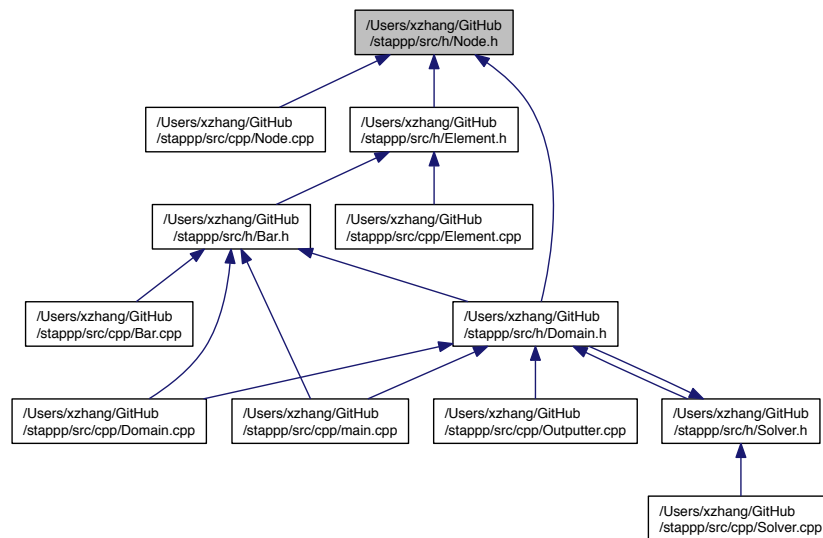 /Users/xzhang/GitHub
/stappp/src/h/Node.h
/Users/xzhang/GitHub
/stappp/src/cpp/Node.cpp
/Users/xzhang/GitHub
/stappp/src/h/Element.h
/Users/xzhang/GitHub
/stappp/src/h/Bar.h
/Users/xzhang/GitHub
/stappp/src/cpp/Element.cpp
/Users/xzhang/GitHub
/stappp/src/cpp/Bar.cpp
/Users/xzhang/GitHub
/stappp/src/h/Domain.h
/Users/xzhang/GitHub
/stappp/src/cpp/Domain.cpp
/Users/xzhang/GitHub
/stappp/src/cpp/main.cpp
/Users/xzhang/GitHub
/stappp/src/cpp/Outputter.cpp
/Users/xzhang/GitHub
/stappp/src/h/Solver.h
/Users/xzhang/GitHub
/stappp/src/cpp/Solver.cpp